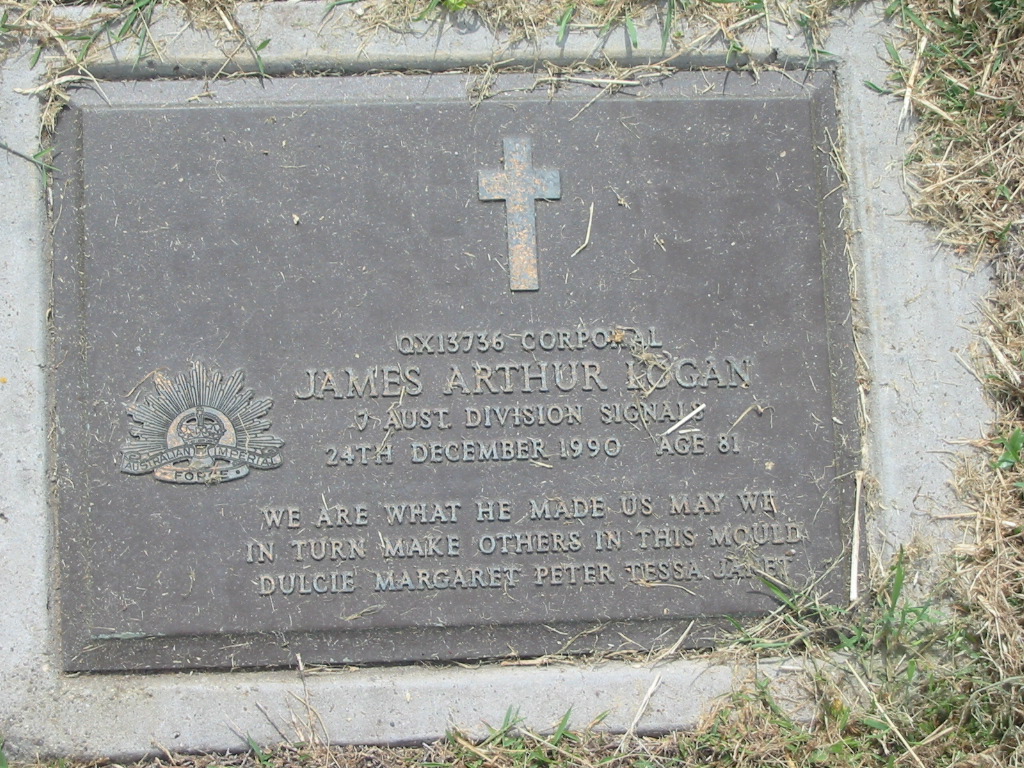 QX13736 CORPORAL
JAMES ARTHUR LOGAN
7 AUST. DIVISION SIGNALS
24TH DECEMBER 1990 AGE 81
AUSTRALIAN IMPERIAL
FORCES
WE ARE WHAT HE MADE US MAY WE
IN TURN MAKE OTHERS IN THIS MOULD
DULCIE MARGARET PETER TESSA JANET